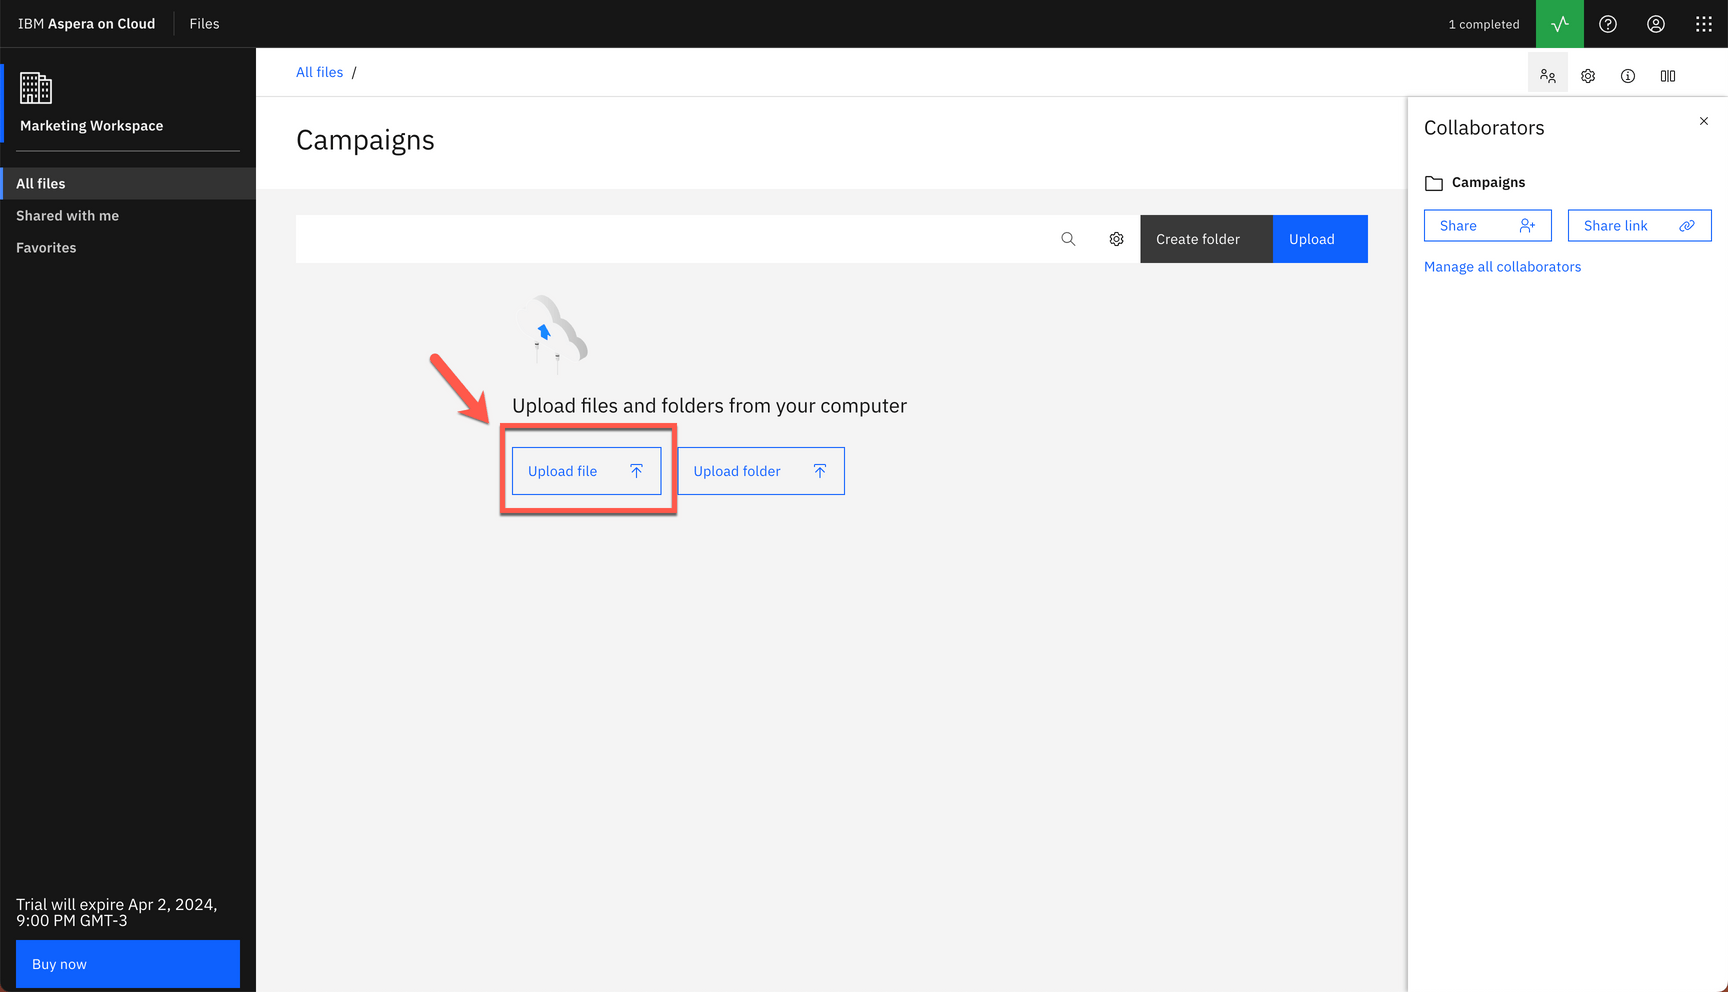 IBM Aspera on Cloud
Files
1 completed
Marketing Workspace
All files
Shared with me
Favorites
Trial will expire Apr 2, 2024,
9:00 PM GMT-3
Buy now
All files /
Campaigns
Create folder
Upload
Upload files and folders from your computer
Upload file
Upload folder
Collaborators
Campaigns
Share
Share link
Manage all collaborators